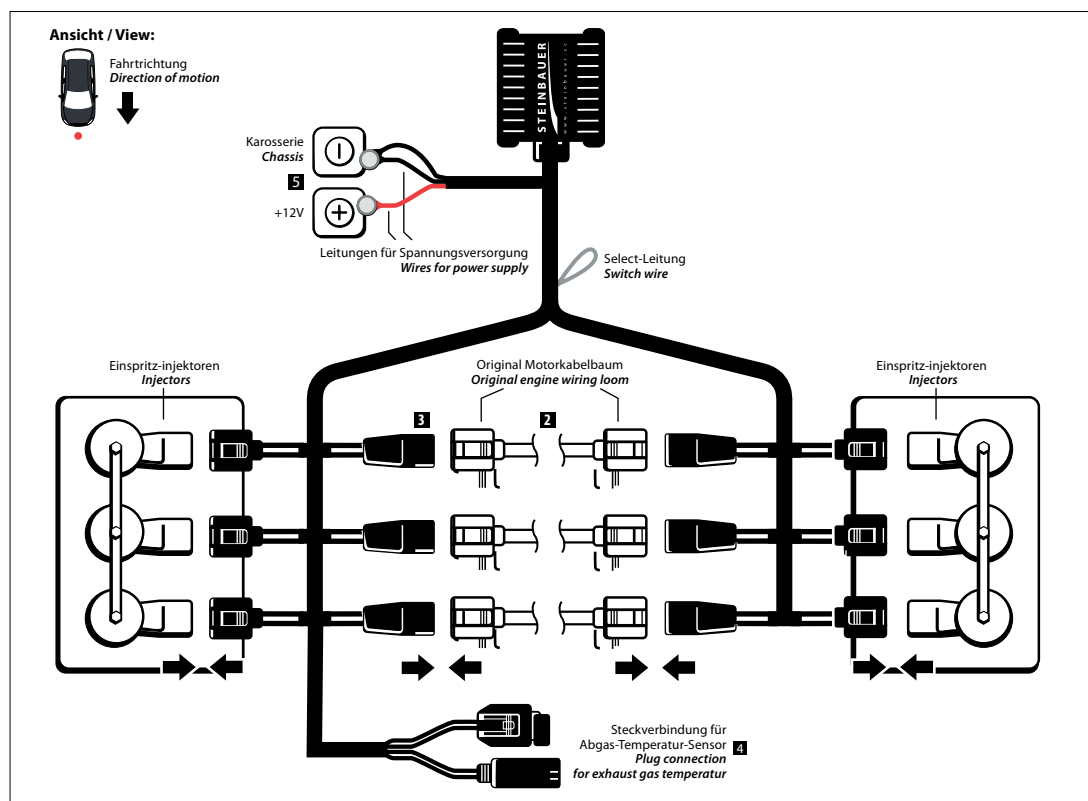 Ansicht / View:
Fahrtrichtung
Direction of motion
STEINBAUER
www.steinbauer.cc
Karosserie
Chassis
5
+12V
Leitungen für Spannungsversorgung
Wires for power supply
Select-Leitung
Switch wire
Einspritz-injektoren
Injectors
Original Motorkabelbaum
Original engine wiring loom
Einspritz-injektoren
Injectors
3
2
Steckverbindung für
Abgas-Temperatur-Sensor 4
Plug connection
for exhaust gas temperatur